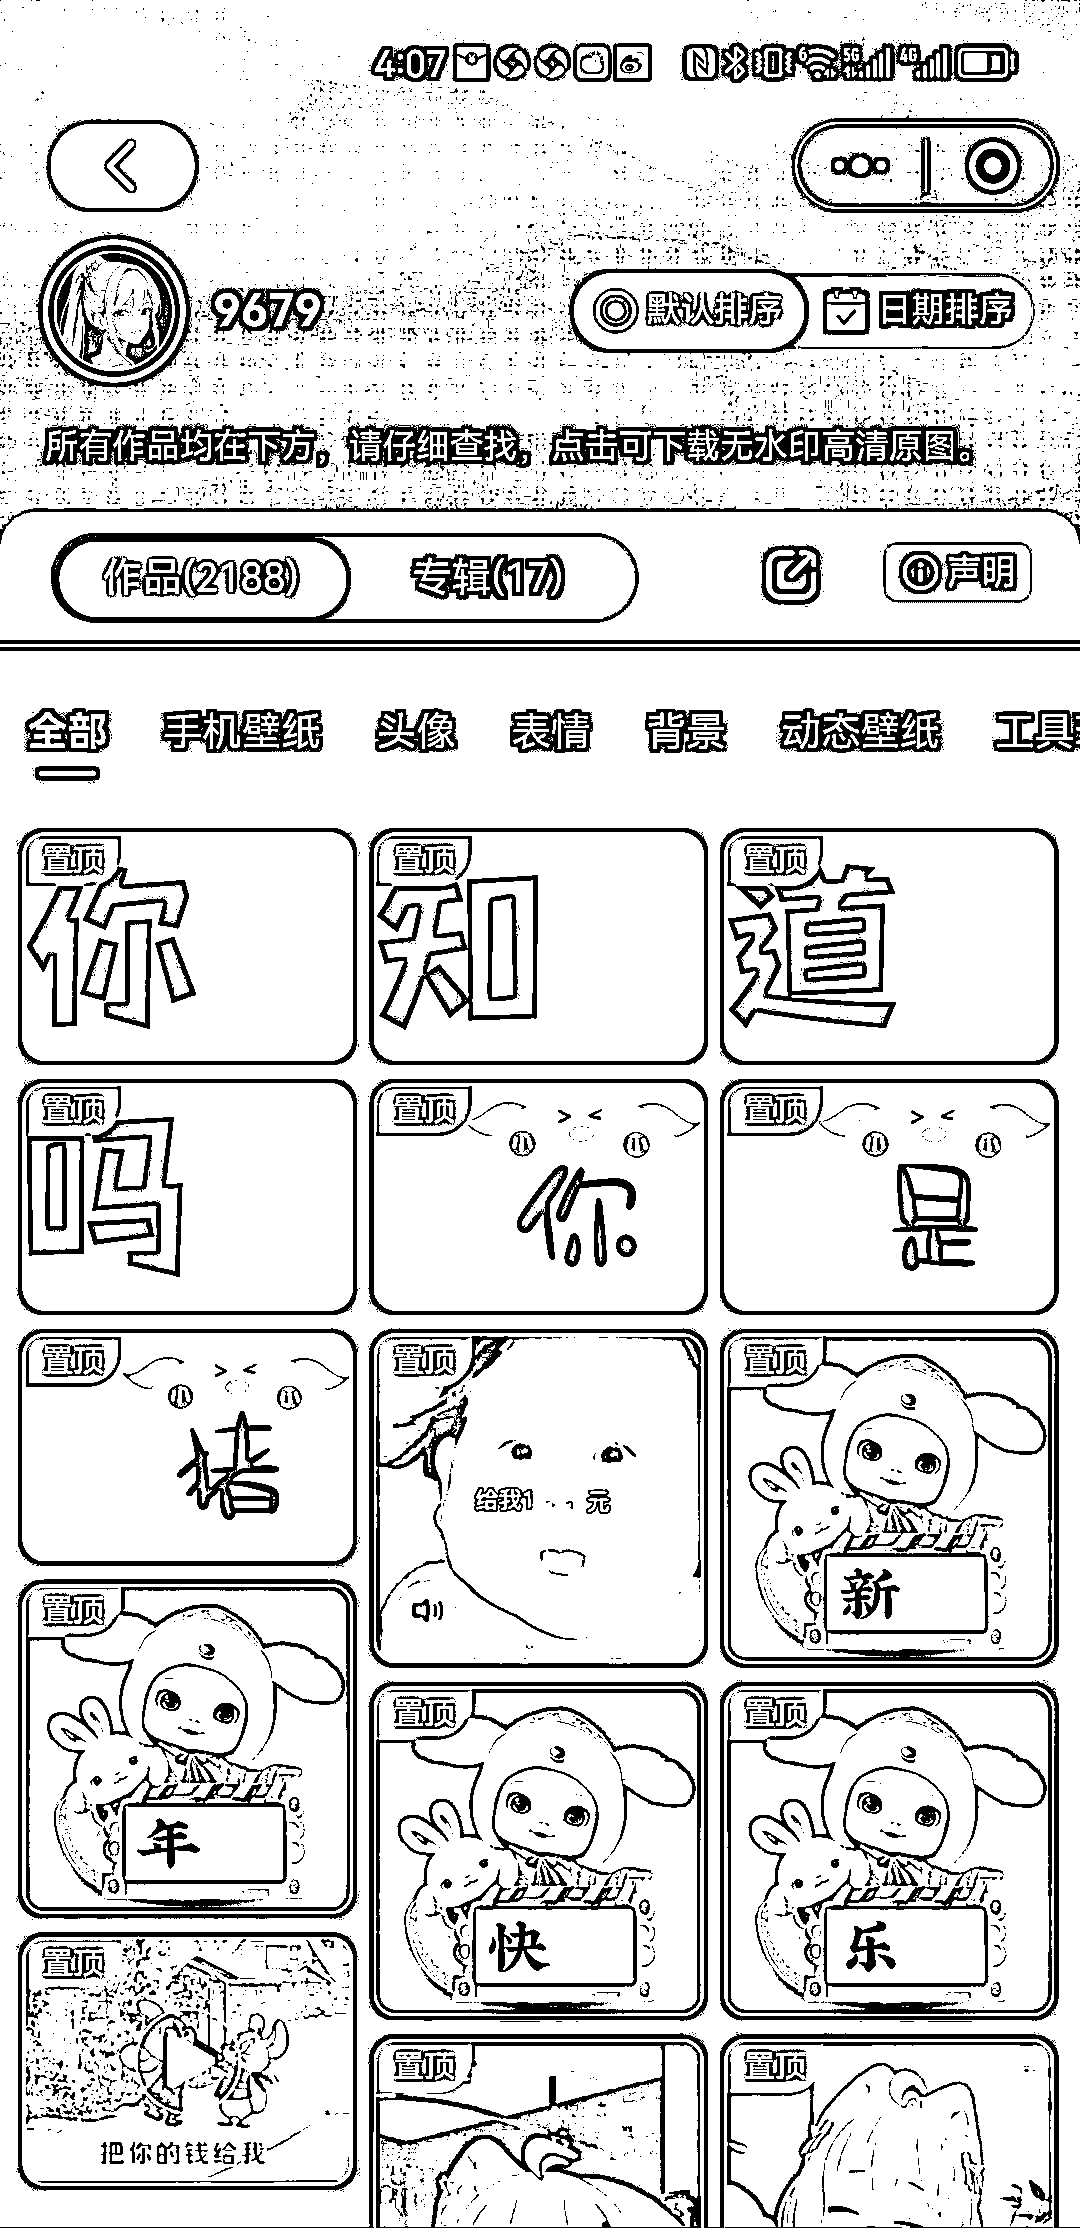 4:07
9679
默认排序 日期排序
所有作品均在下方，请仔细查找，点击可下载无水印高清原图。
作品(2188) 专辑(17) 声明
全部 手机壁纸 头像 表情 背景 动态壁纸 工具
置顶 置顶 置顶
你 知 道
置顶 置顶 置顶
吗 你 是
置顶 置顶 置顶
猪
给我1 元
新
置顶
年
置顶 置顶
快 乐
置顶
把你的钱给我
置顶 置顶